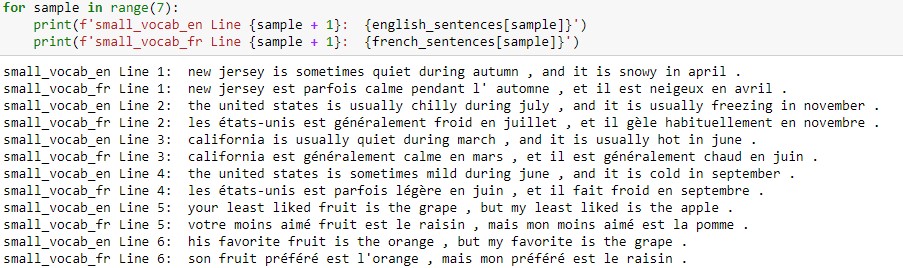 for sample in range(7):
    print(f'small_vocab_en Line {sample + 1}:  {english_sentences[sample]}')
    print(f'small_vocab_fr Line {sample + 1}:  {french_sentences[sample]}')
small_vocab_en Line 1:  new jersey is sometimes quiet during autumn , and it is snowy in april .
small_vocab_fr Line 1:  new jersey est parfois calme pendant l' automne , et il est neigeux en avril .
small_vocab_en Line 2:  the united states is usually chilly during july , and it is usually freezing in november .
small_vocab_fr Line 2:  les états-unis est généralement froid en juillet , et il gèle habituellement en novembre .
small_vocab_en Line 3:  california is usually quiet during march , and it is usually hot in june .
small_vocab_fr Line 3:  california est généralement calme en mars , et il est généralement chaud en juin .
small_vocab_en Line 4:  the united states is sometimes mild during june , and it is cold in september .
small_vocab_fr Line 4:  les états-unis est parfois légère en juin , et il fait froid en septembre .
small_vocab_en Line 5:  your least liked fruit is the grape , but my least liked is the apple .
small_vocab_fr Line 5:  votre moins aimé fruit est le raisin , mais mon moins aimé est la pomme .
small_vocab_en Line 6:  his favorite fruit is the orange , but my favorite is the grape .
small_vocab_fr Line 6:  son fruit préféré est l'orange , mais mon préféré est le raisin .